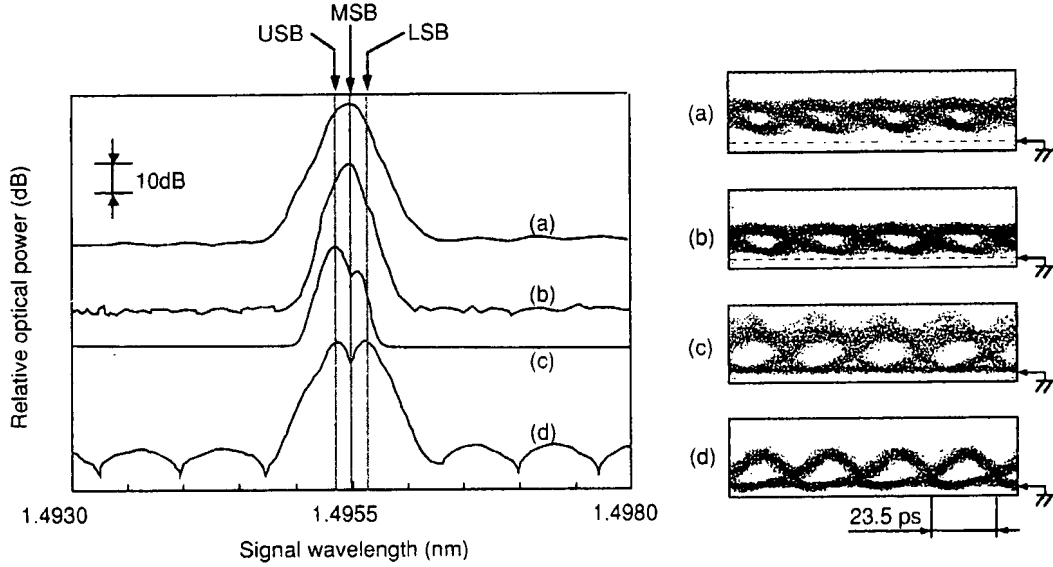 MSB
USB
LSB
Relative optical power (dB)
10dB
(a)
(b)
(c)
(d)
1.4930
1.4955
1.4980
Signal wavelength (nm)
(a)
(b)
(c)
(d)
23.5 ps